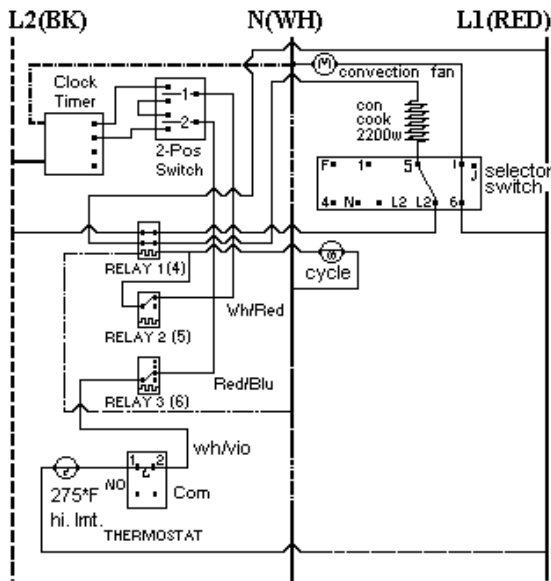 L2(BK) N(WH) L1(RED)
Clock
Timer
1
2
2-Pos
Switch
M
convection fan
con
cook
2200w
F 1 5 I J
4 N L2 L2 6
selector
switch
RELAY 1(4)
cycle
Wh/Red
RELAY 2 (5)
Red/Blu
RELAY 3 (6)
wh/vio
1 2
NO
Com
275*F
hi. lmt.
THERMOSTAT